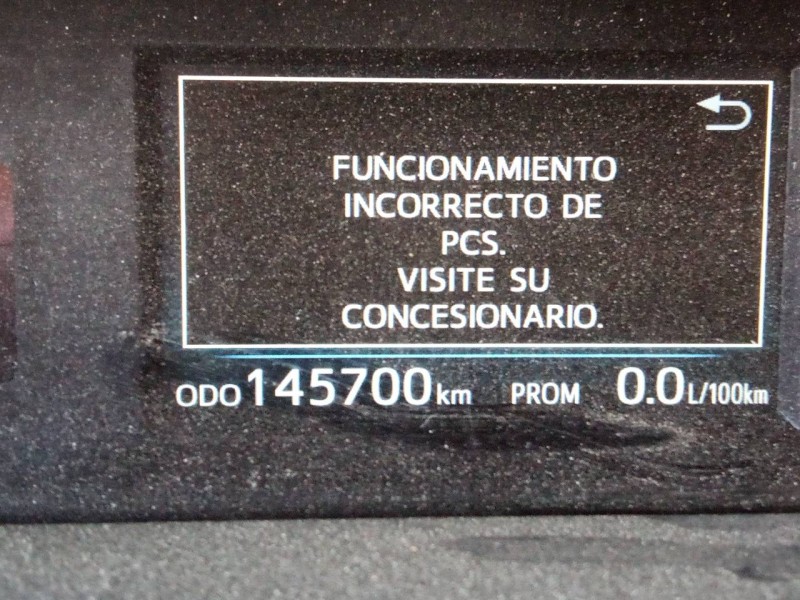 FUNCIONAMIENTO
INCORRECTO DE
PCS.
VISITE SU
CONCESIONARIO.
ODO 145700 km PROM 0.0 L/100km